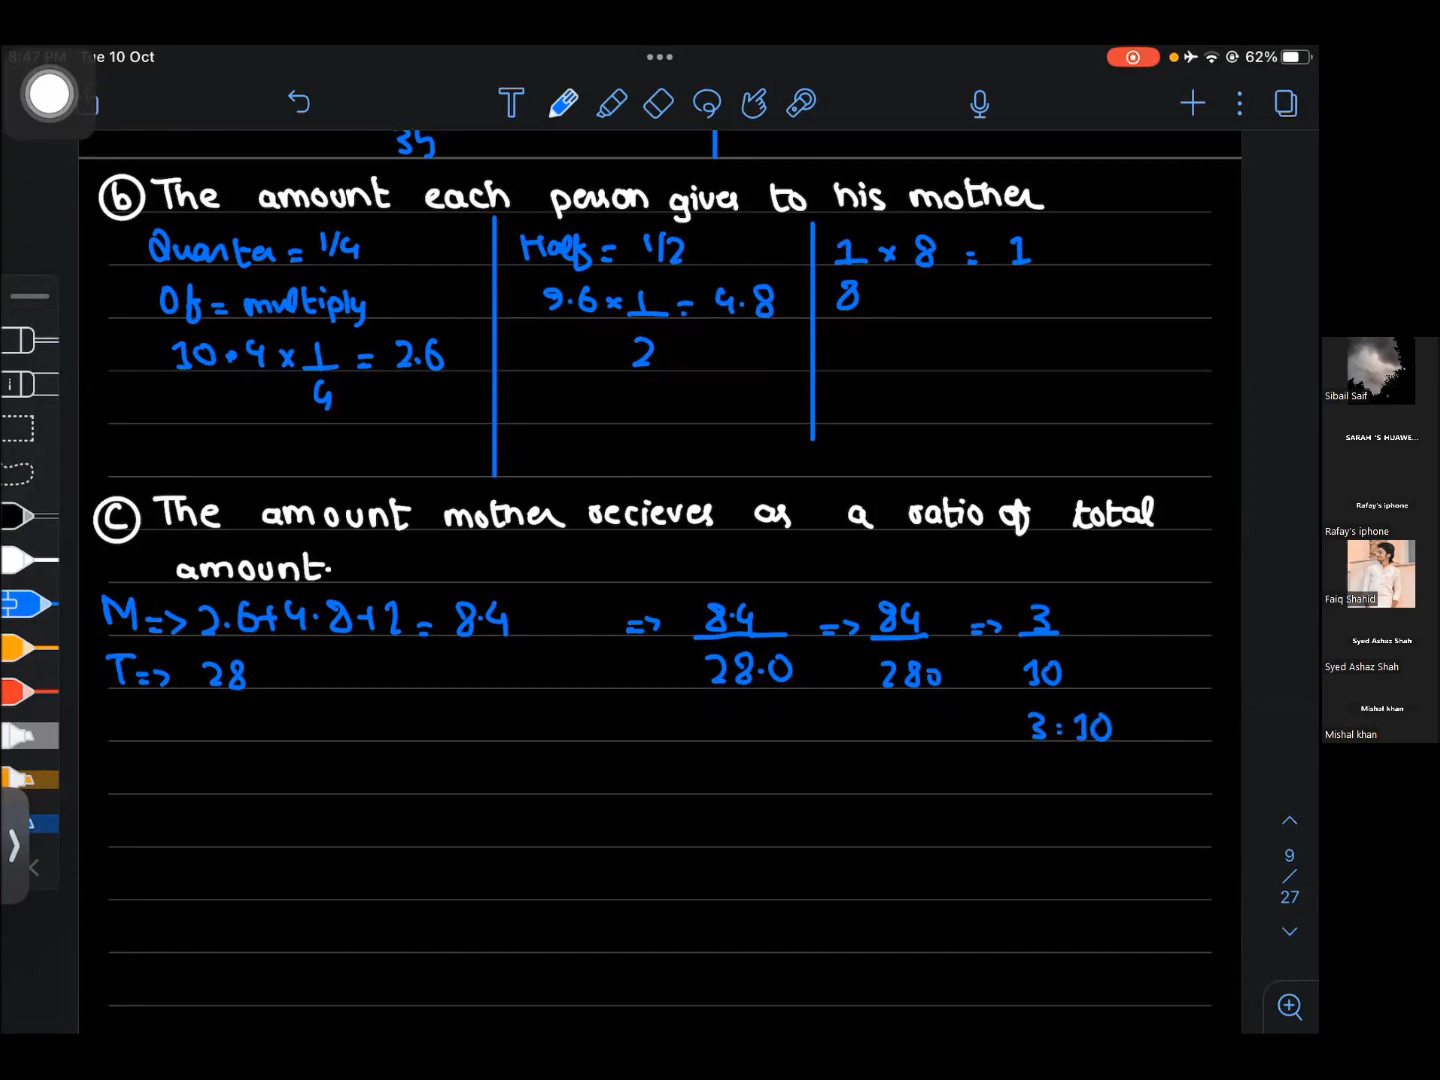 8:47 PM Tue 10 Oct
62%
T
35
b The amount each person gives to his mother
Quarter = 1/4
Of = multiply
10.4 × 1/4 = 2.6
Half = 1/2
9.6 × 1/2 = 4.8
1/8 × 8 = 1
c The amount mother recieves as a ratio of total
amount.
M => 2.6+4.8+1 = 8.4 => 8.4/28.0 => 84/280 => 3/10
T => 28
3:10
9
/
27
Sibail Saif
SARAH 'S HUAWE...
Rafay's iphone
Rafay's iphone
Faiq Shahid
Syed Ashaz Shah
Syed Ashaz Shah
Mishal khan
Mishal khan